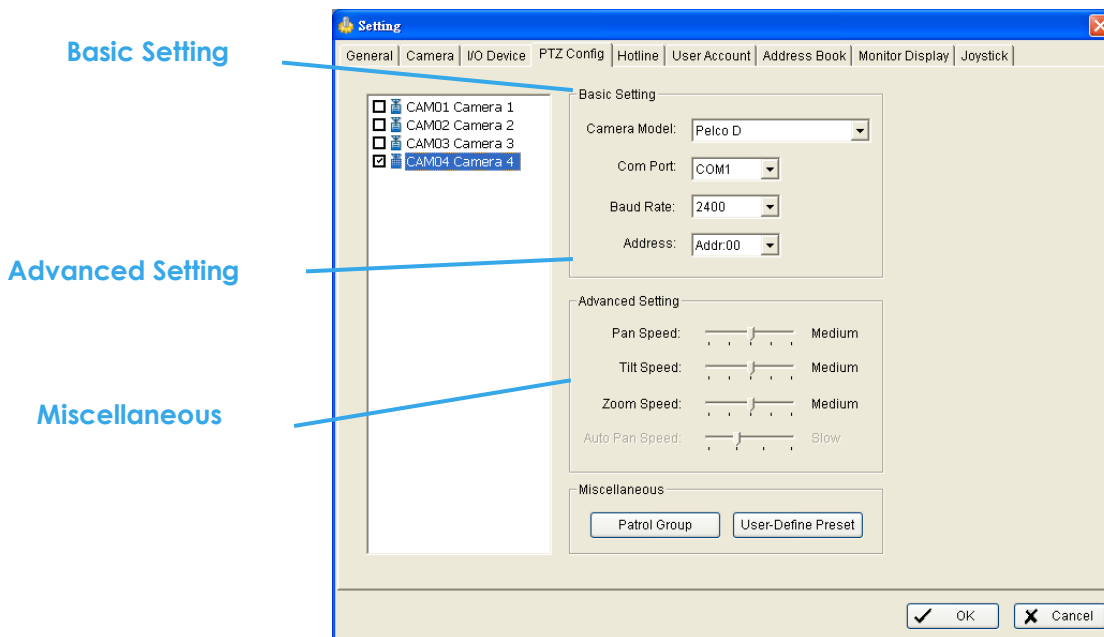 Setting
General Camera I/O Device PTZ Config Hotline User Account Address Book Monitor Display Joystick
Basic Setting
Advanced Setting
Miscellaneous
CAM01 Camera 1
CAM02 Camera 2
CAM03 Camera 3
CAM04 Camera 4
Basic Setting
Camera Model: Pelco D
Com Port: COM1
Baud Rate: 2400
Address: Addr:00
Advanced Setting
Pan Speed: Medium
Tilt Speed: Medium
Zoom Speed: Medium
Auto Pan Speed: Slow
Miscellaneous
Patrol Group User-Define Preset
OK Cancel